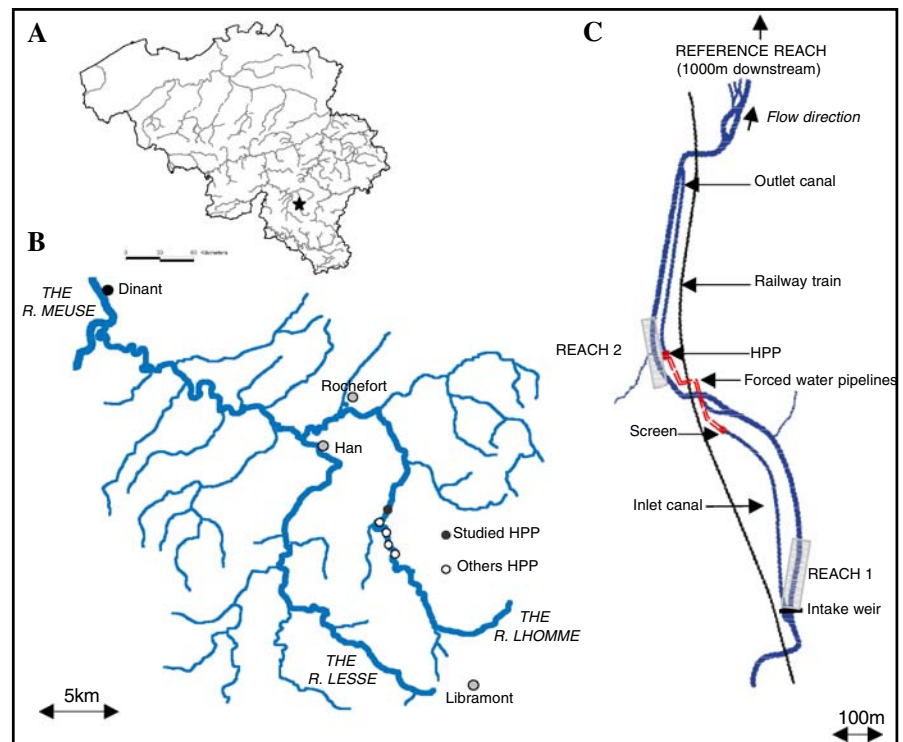 A
B
THE
R. MEUSE
Dinant
Rochefort
Han
Studied HPP
Others HPP
THE
R. LHOMME
THE
R. LESSE
Libramont
5km
C
REFERENCE REACH
(1000m downstream)
Flow direction
Outlet canal
Railway train
REACH 2
HPP
Forced water pipelines
Screen
Inlet canal
REACH 1
Intake weir
100m